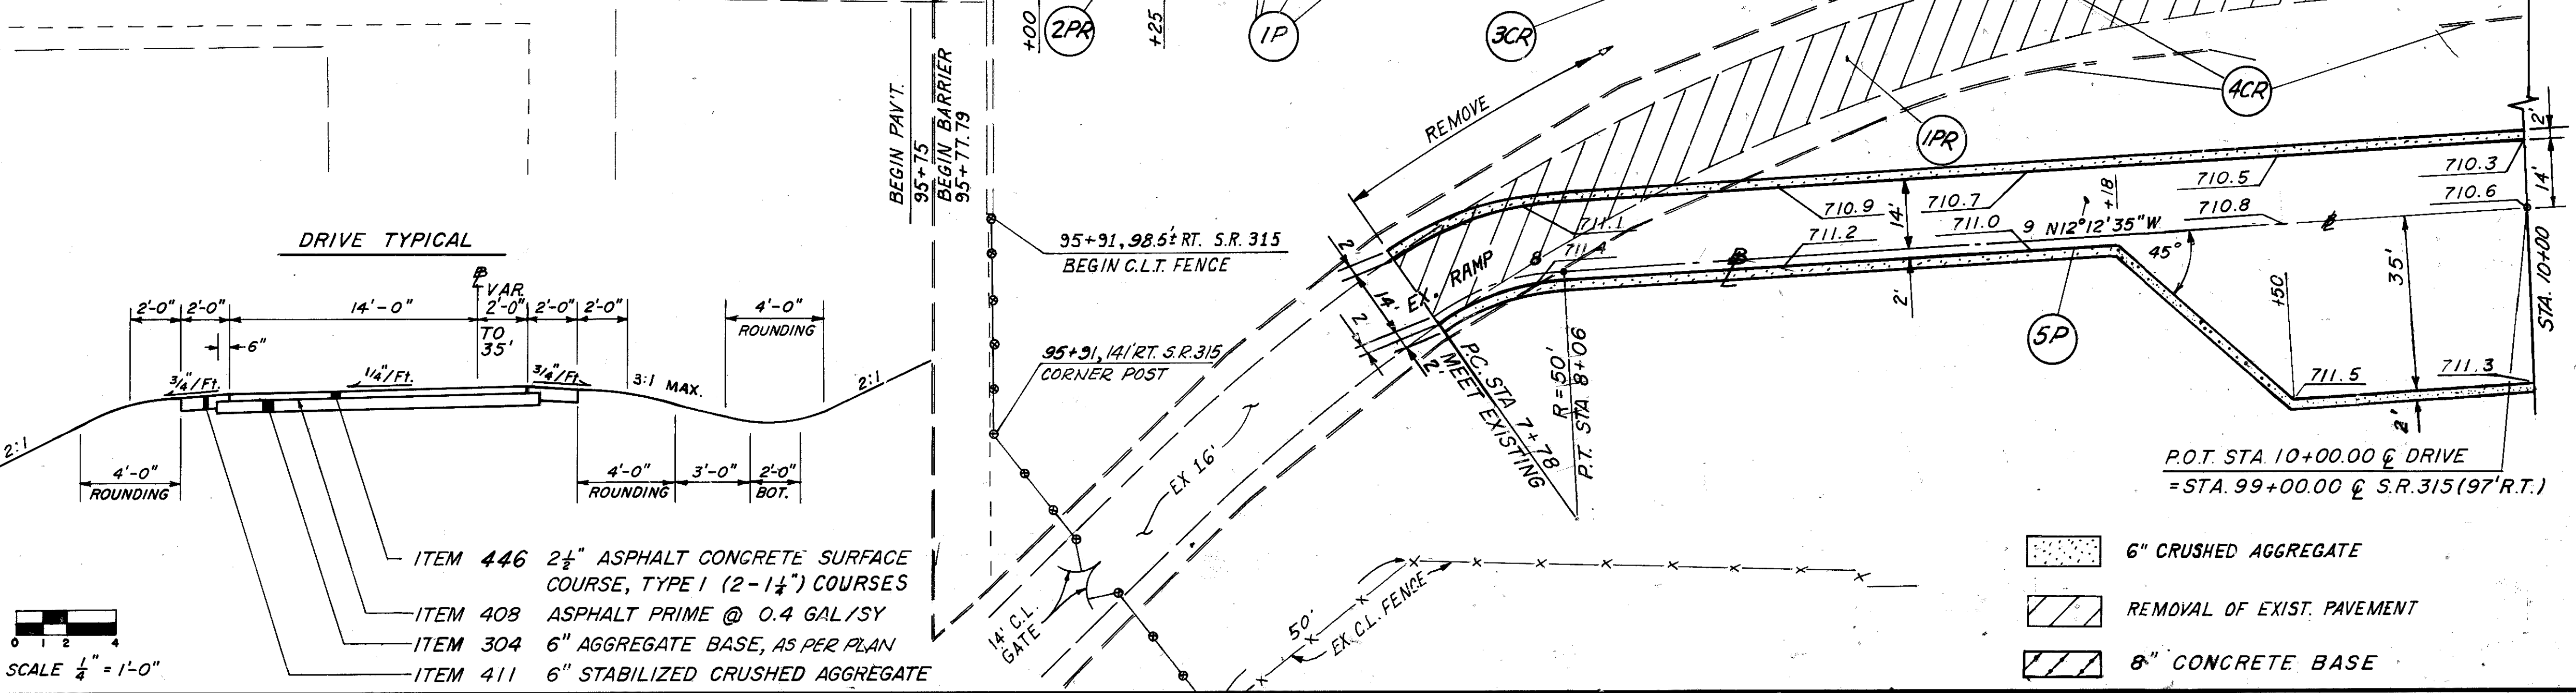 DRIVE TYPICAL
℄
VAR.
2'-0"
2'-0"
14'-0"
2'-0"
2'-0"
2'-0"
4'-0"
ROUNDING
TO
35'
6"
3/4"/Ft.
1/4"/Ft.
3/4"/Ft.
3:1 MAX.
2:1
2:1
4'-0"
ROUNDING
4'-0"
ROUNDING
3'-0"
2'-0"
BOT.
ITEM 446 2½" ASPHALT CONCRETE SURFACE
COURSE, TYPE 1 (2-1¼") COURSES
ITEM 408 ASPHALT PRIME @ 0.4 GAL/SY
ITEM 304 6" AGGREGATE BASE, AS PER PLAN
ITEM 411 6" STABILIZED CRUSHED AGGREGATE
0 1 2 4
SCALE ¼" = 1'-0"
BEGIN PAV'T.
95+75
BEGIN BARRIER
95+77.79
+00
2PR
+25
1P
3CR
4CR
1PR
5P
95+91, 98.5'± RT. S.R. 315
BEGIN C.L.T. FENCE
95+91, 141' RT. S.R.315
CORNER POST
REMOVE
2'
14'
2'
2'
EX. RAMP
8
EX 16'
14' C.L.
GATE
50'
EX. C.L. FENCE
P.C. STA 7+78
MEET EXISTING
R=50'
P.T. STA 8+06
711.1
711.4
710.9
711.2
14'
2'
710.7
711.0
9
N12°12'35"W
+18
710.5
710.8
710.3
710.6
45°
+50
35'
711.5
711.3
2'
2'
14'
STA. 10+00
P.O.T. STA. 10+00.00 ℄ DRIVE
=STA. 99+00.00 ℄ S.R.315 (97' R.T.)
6" CRUSHED AGGREGATE
REMOVAL OF EXIST. PAVEMENT
8" CONCRETE BASE